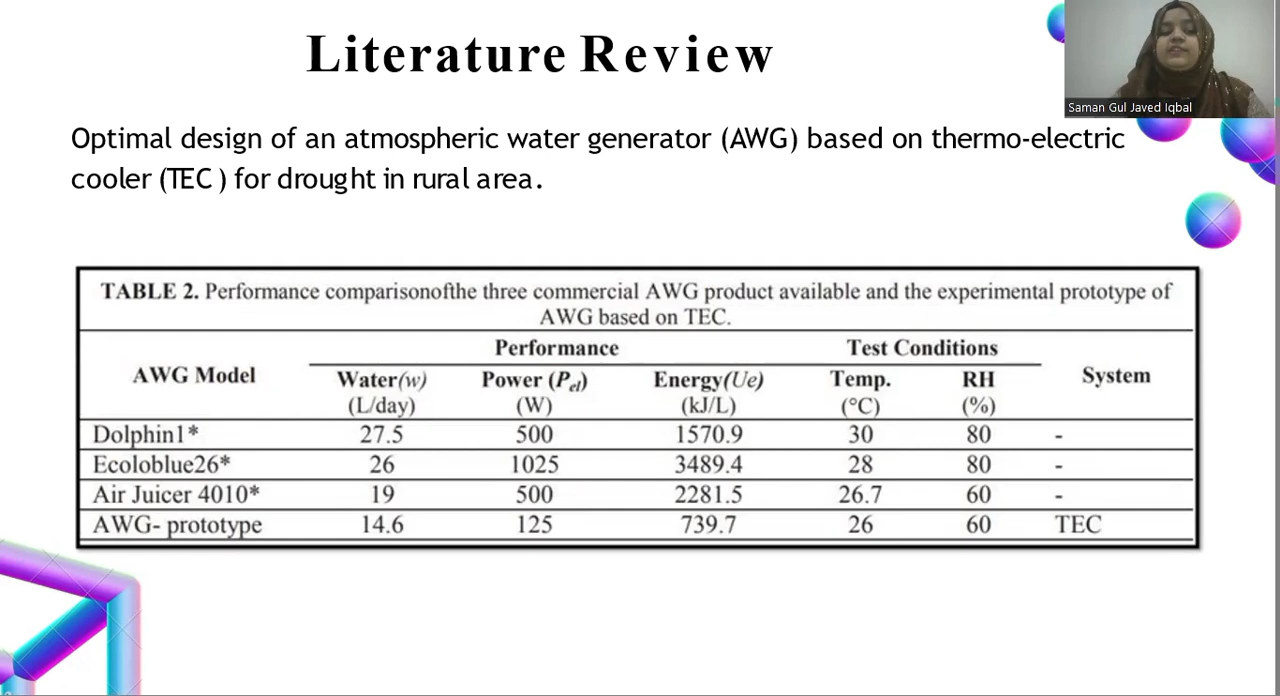 Literature Review
Saman Gul Javed Iqbal
Optimal design of an atmospheric water generator (AWG) based on thermo-electric
cooler (TEC ) for drought in rural area.
TABLE 2. Performance comparisonofthe three commercial AWG product available and the experimental prototype of
AWG based on TEC.
AWG Model Performance Test Conditions System
Water(w) Power (Pel) Energy(Ue) Temp. RH
(L/day) (W) (kJ/L) (°C) (%)
Dolphin1* 27.5 500 1570.9 30 80 -
Ecoloblue26* 26 1025 3489.4 28 80 -
Air Juicer 4010* 19 500 2281.5 26.7 60 -
AWG- prototype 14.6 125 739.7 26 60 TEC